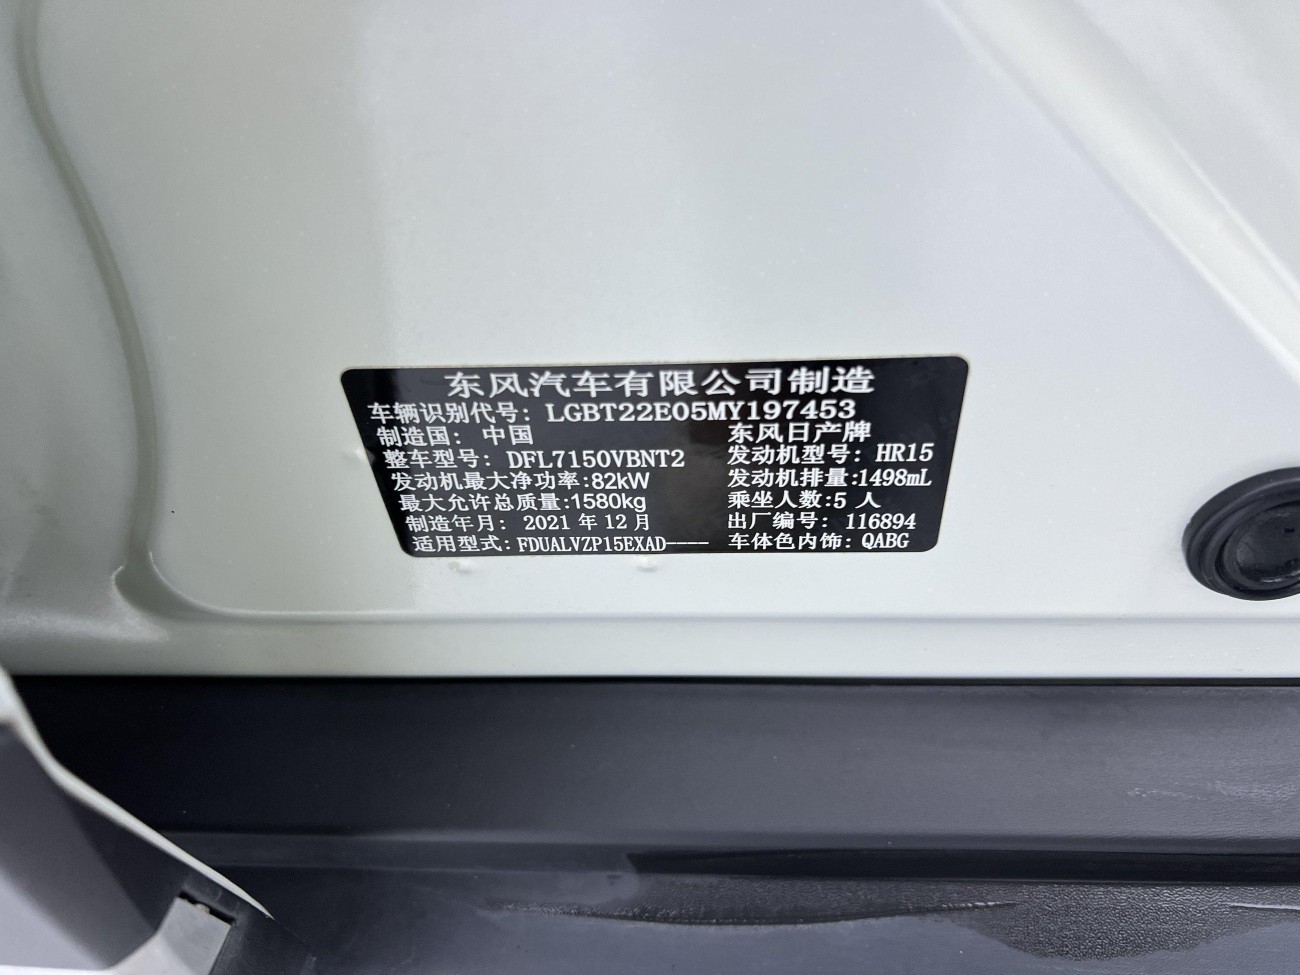 东风汽车有限公司制造
车辆识别代号: LGBT22E05MY197453
制造国: 中国 东风日产牌
整车型号: DFL7150VBNT2 发动机型号: HR15
发动机最大净功率:82kW 发动机排量:1498mL
最大允许总质量:1580kg 乘坐人数:5 人
制造年月: 2021 年 12 月 出厂编号: 116894
适用型式: FDUALVZP15EXAD---- 车体色内饰: QABG